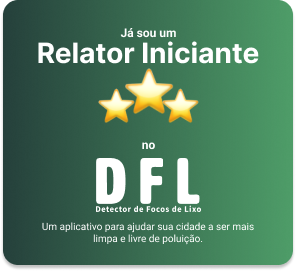 Já sou um
Relator Iniciante
no
DFL
Detector de Focos de Lixo
Um aplicativo para ajudar sua cidade a ser mais
limpa e livre de poluição.